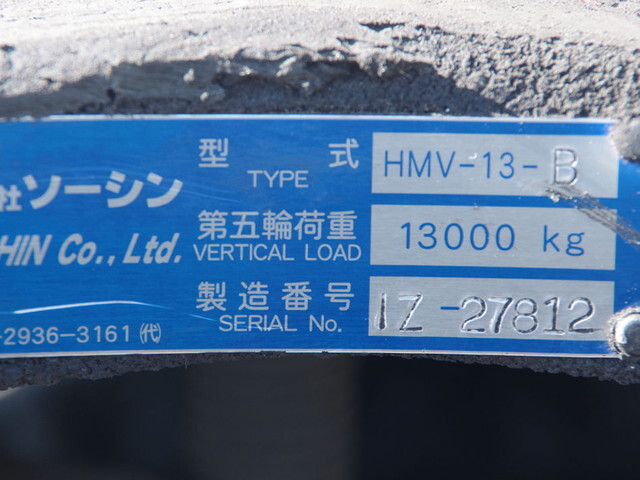 社ソーシン
HIN Co., Ltd.
-2936-3161(代)
型 式 HMV-13-B
TYPE
第五輪荷重 13000 kg
VERTICAL LOAD
製造番号 IZ-27812
SERIAL No.